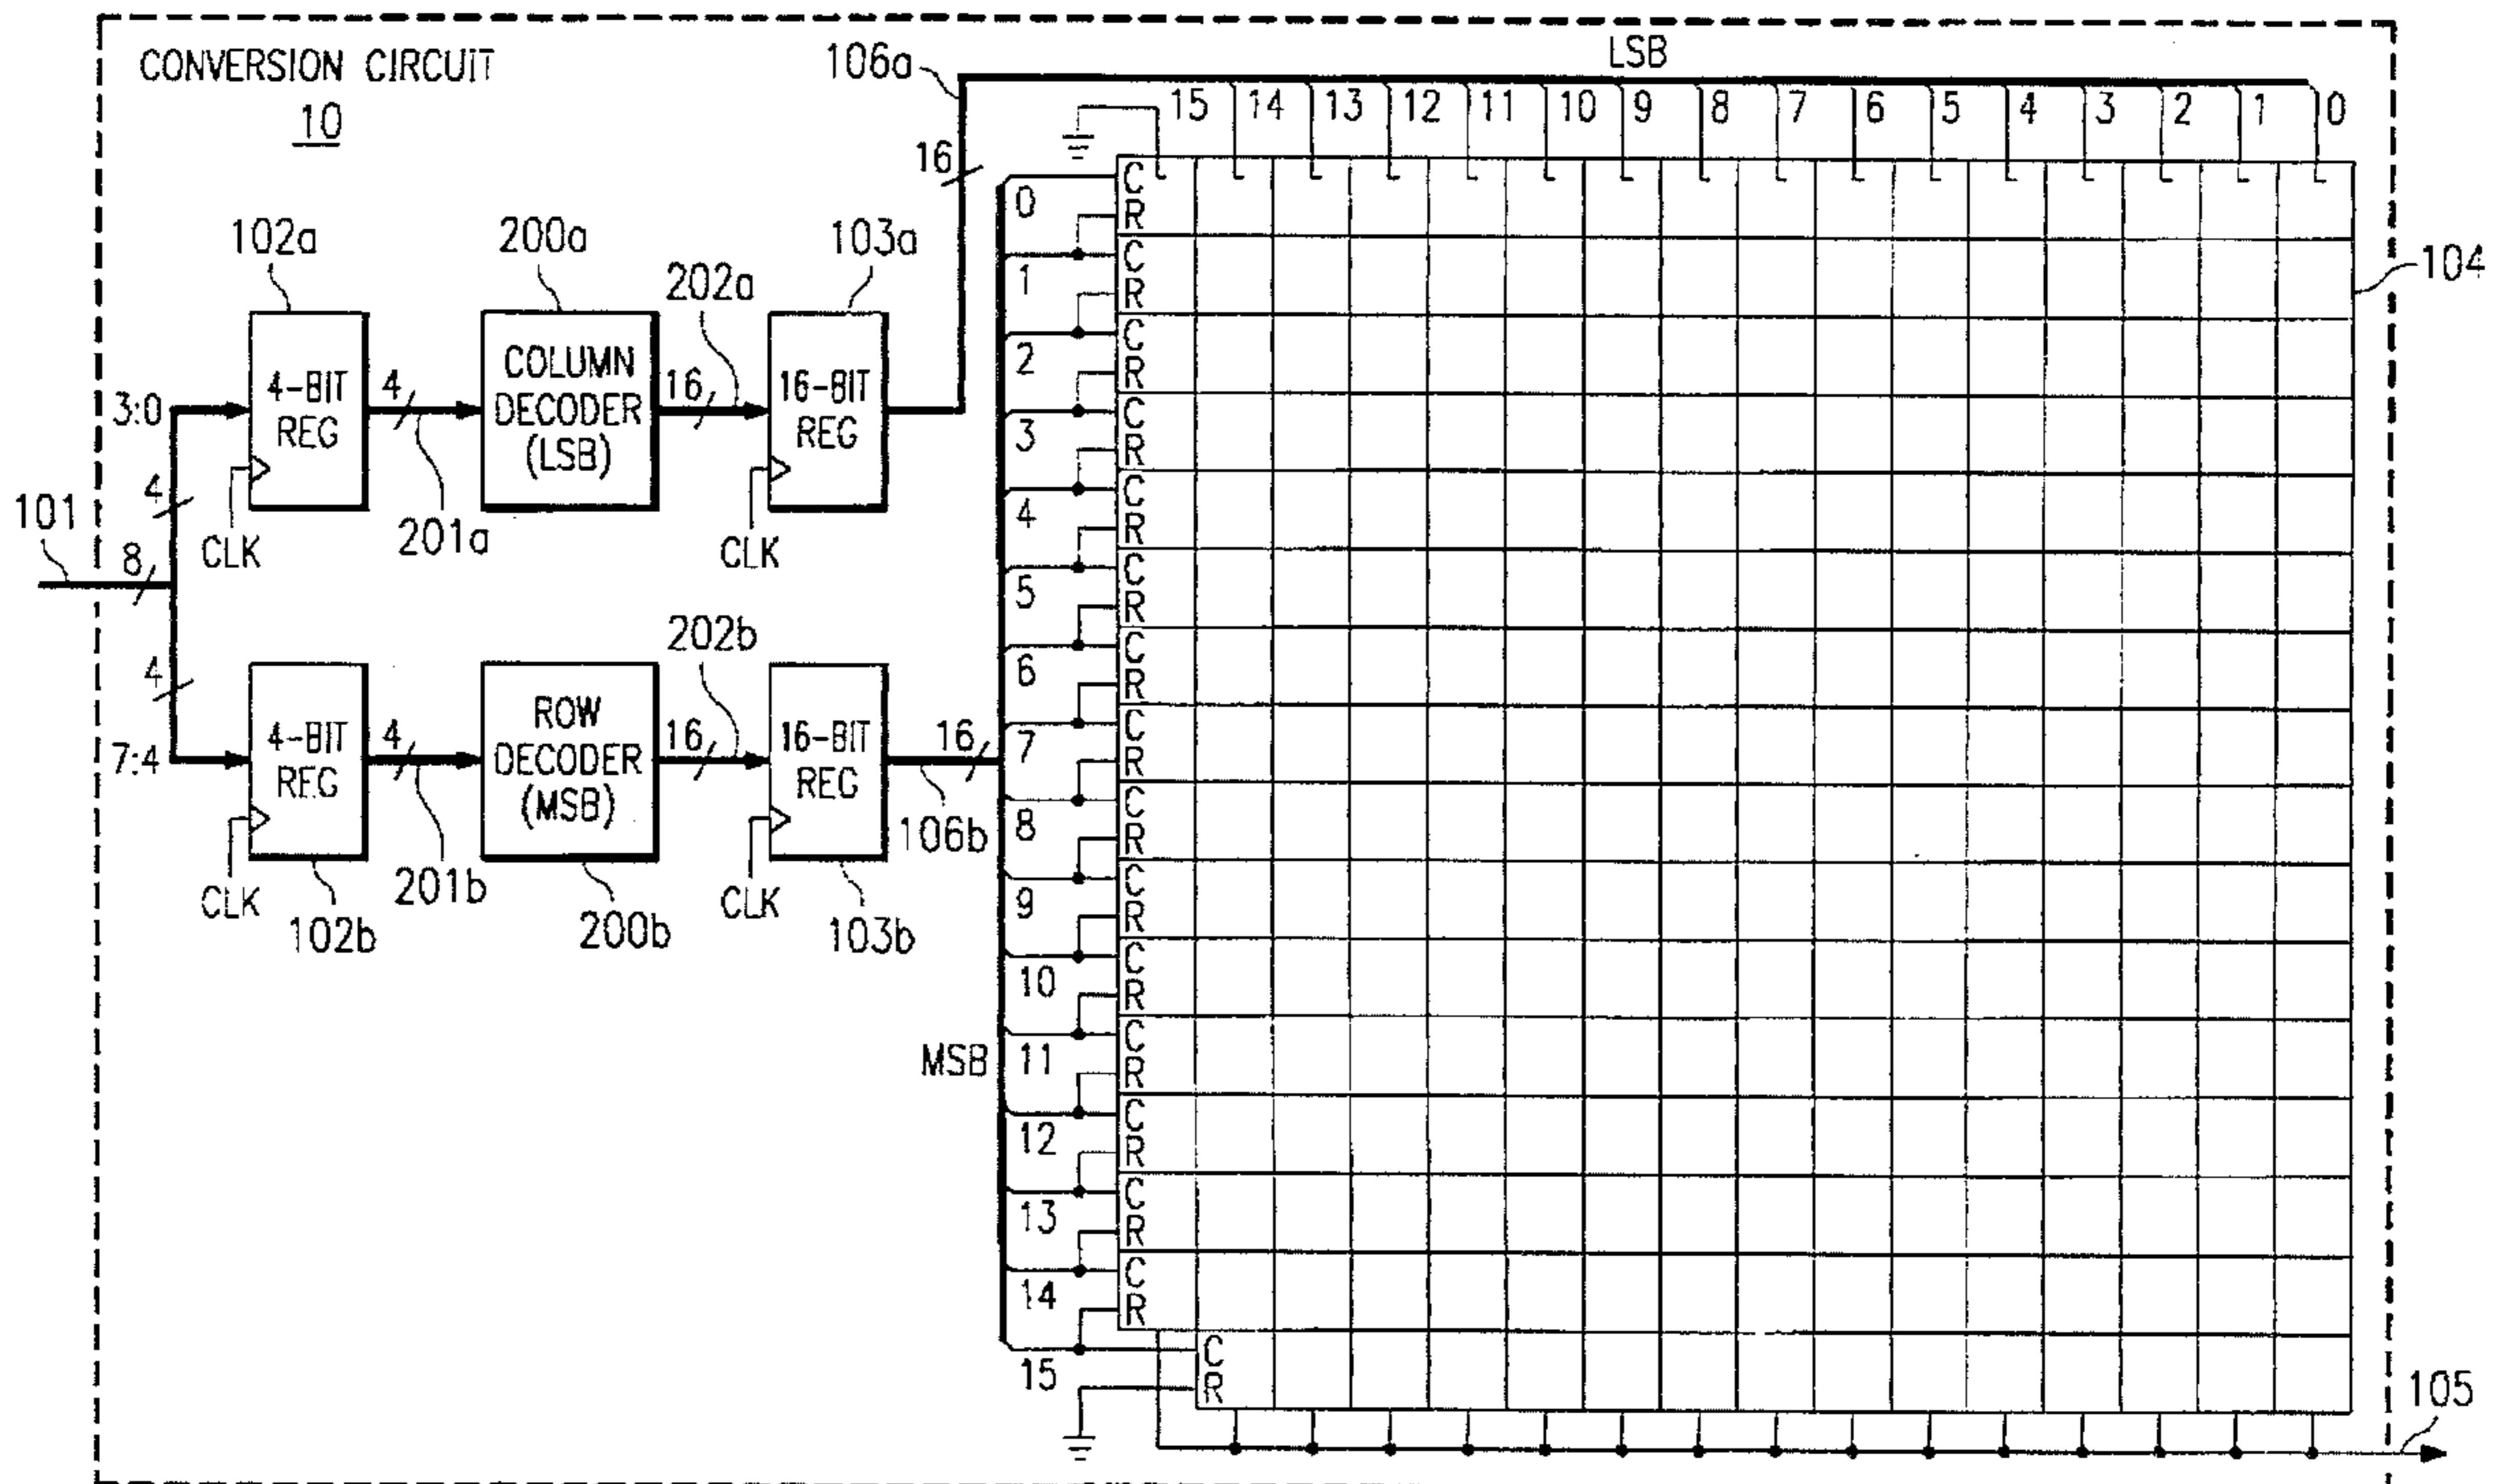 CONVERSION CIRCUIT
10
106a
LSB
15 14 13 12 11 10 9 8 7 6 5 4 3 2 1 0
16
102a
200a
202a
103a
104
3:0
4-BIT
REG
CLK
4
201a
COLUMN
DECODER
(LSB)
16
16-BIT
REG
CLK
4
101
8
4
7:4
102b
4-BIT
REG
CLK
4
201b
ROW
DECODER
(MSB)
200b
202b
16
16-BIT
REG
CLK
103b
16
106b
MSB
0
C
R
1
C
R
2
C
R
3
C
R
4
C
R
5
C
R
6
C
R
7
C
R
8
C
R
9
C
R
10
C
R
11
C
R
12
C
R
13
C
R
14
C
R
15
C
R
L L L L L L L L L L L L L L L L
105